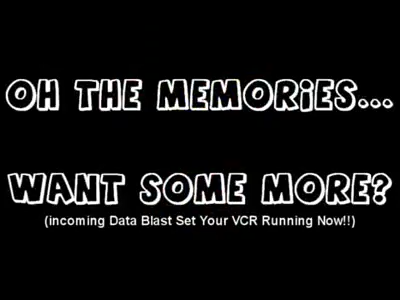 OH THE MEMORiES...
WANT SOME MORE?
(incoming Data Blast Set Your VCR Running Now!!)